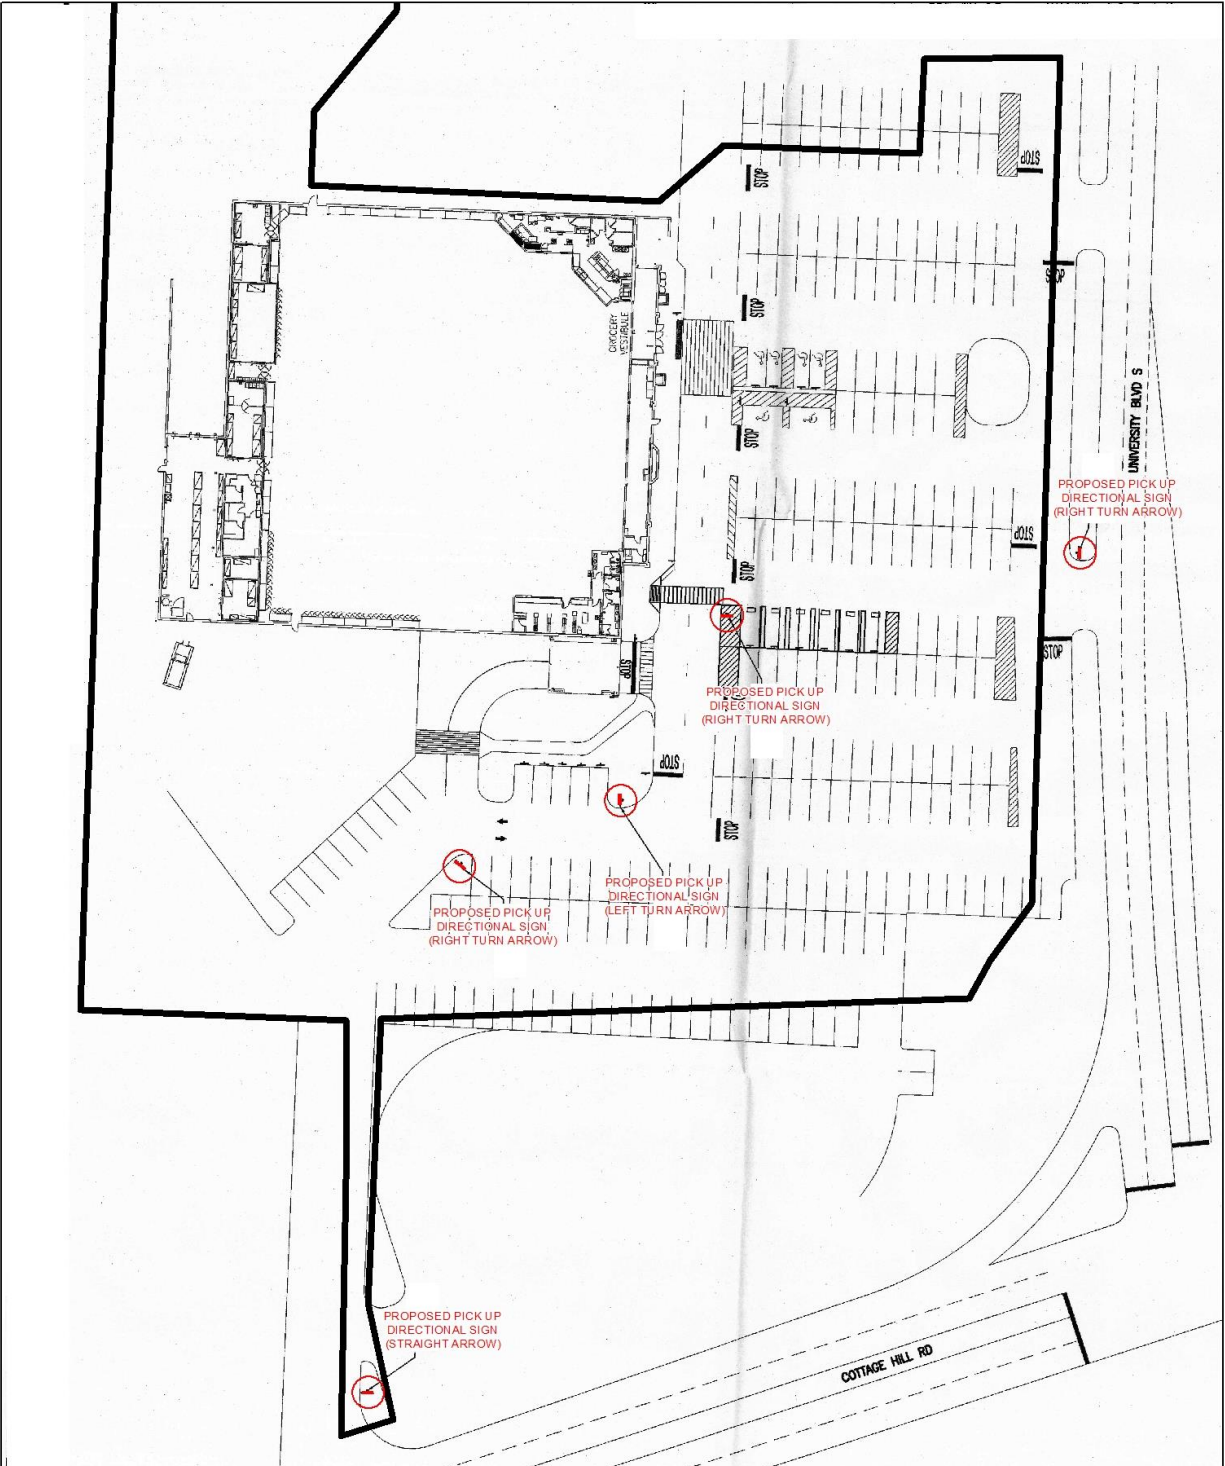 STOP
STOP
STOP
STOP
GROCERY
VESTIBULE
UNIVERSITY BLVD S
STOP
PROPOSED PICK UP
DIRECTIONAL SIGN
(RIGHT TURN ARROW)
STOP
STOP
STOP
STOP
PROPOSED PICK UP
DIRECTIONAL SIGN
(RIGHT TURN ARROW)
STOP
STOP
PROPOSED PICK UP
DIRECTIONAL SIGN
(LEFT TURN ARROW)
PROPOSED PICK UP
DIRECTIONAL SIGN
(RIGHT TURN ARROW)
PROPOSED PICK UP
DIRECTIONAL SIGN
(STRAIGHT ARROW)
COTTAGE HILL RD